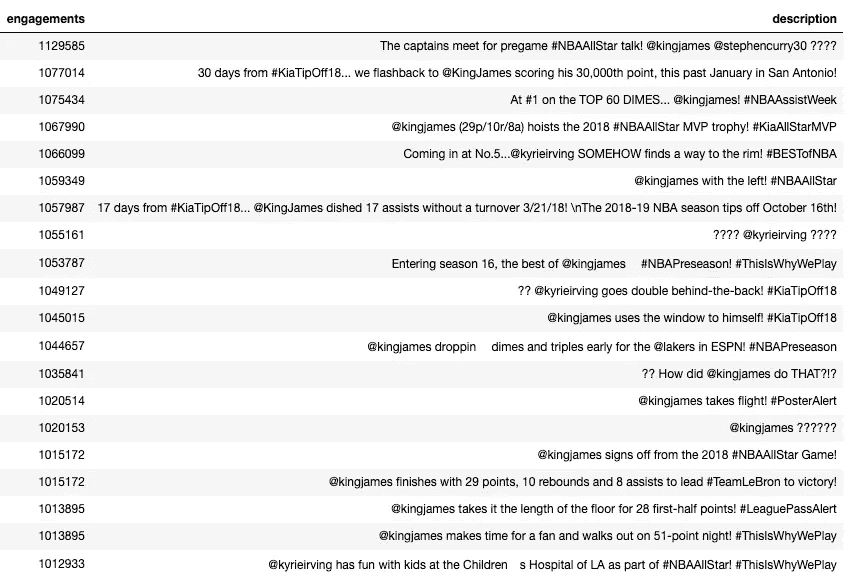 engagements description
1129585 The captains meet for pregame #NBAAllStar talk! @kingjames @stephencurry30 ????
1077014 30 days from #KiaTipOff18... we flashback to @KingJames scoring his 30,000th point, this past January in San Antonio!
1075434 At #1 on the TOP 60 DIMES... @kingjames! #NBAAssistWeek
1067990 @kingjames (29p/10r/8a) hoists the 2018 #NBAAllStar MVP trophy! #KiaAllStarMVP
1066099 Coming in at No.5...@kyrieirving SOMEHOW finds a way to the rim! #BESTofNBA
1059349 @kingjames with the left! #NBAAllStar
1057987 17 days from #KiaTipOff18... @KingJames dished 17 assists without a turnover 3/21/18! \nThe 2018-19 NBA season tips off October 16th!
1055161 ???? @kyrieirving ????
1053787 Entering season 16, the best of @kingjames #NBAPreseason! #ThisIsWhyWePlay
1049127 ?? @kyrieirving goes double behind-the-back! #KiaTipOff18
1045015 @kingjames uses the window to himself! #KiaTipOff18
1044657 @kingjames droppin dimes and triples early for the @lakers in ESPN! #NBAPreseason
1035841 ?? How did @kingjames do THAT?!?
1020514 @kingjames takes flight! #PosterAlert
1020153 @kingjames ??????
1015172 @kingjames signs off from the 2018 #NBAAllStar Game!
1015172 @kingjames finishes with 29 points, 10 rebounds and 8 assists to lead #TeamLeBron to victory!
1013895 @kingjames takes it the length of the floor for 28 first-half points! #LeaguePassAlert
1013895 @kingjames makes time for a fan and walks out on 51-point night! #ThisIsWhyWePlay
1012933 @kyrieirving has fun with kids at the Children s Hospital of LA as part of #NBAAllStar! #ThisIsWhyWePlay